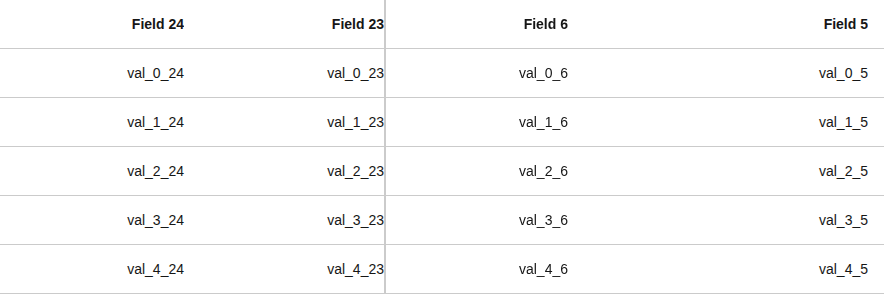 Field 24 Field 23 Field 6 Field 5
val_0_24 val_0_23 val_0_6 val_0_5
val_1_24 val_1_23 val_1_6 val_1_5
val_2_24 val_2_23 val_2_6 val_2_5
val_3_24 val_3_23 val_3_6 val_3_5
val_4_24 val_4_23 val_4_6 val_4_5